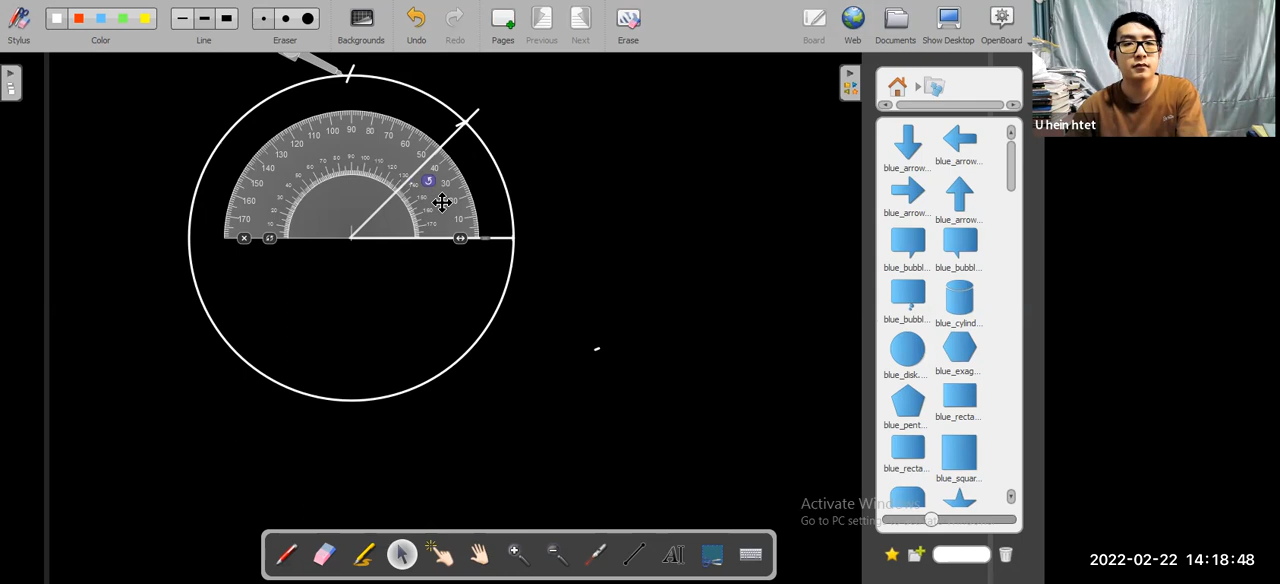 Stylus
Color
Line
Eraser
Backgrounds
Undo
Redo
Pages
Previous
Next
Erase
Board
Web
Documents
Show Desktop
OpenBoard
U hein htet
170
160
150
140
130
120
110
100
90
80
70
60
50
40
30
10
blue_arrow...
blue_arrow...
blue_arrow...
blue_arrow...
blue_bubbl...
blue_bubbl...
blue_bubbl...
blue_cylind...
blue_disk....
blue_exag...
blue_pent...
blue_recta...
blue_recta...
blue_squar...
Activate Windows
Go to PC setting
AI
2022-02-22 14:18:48